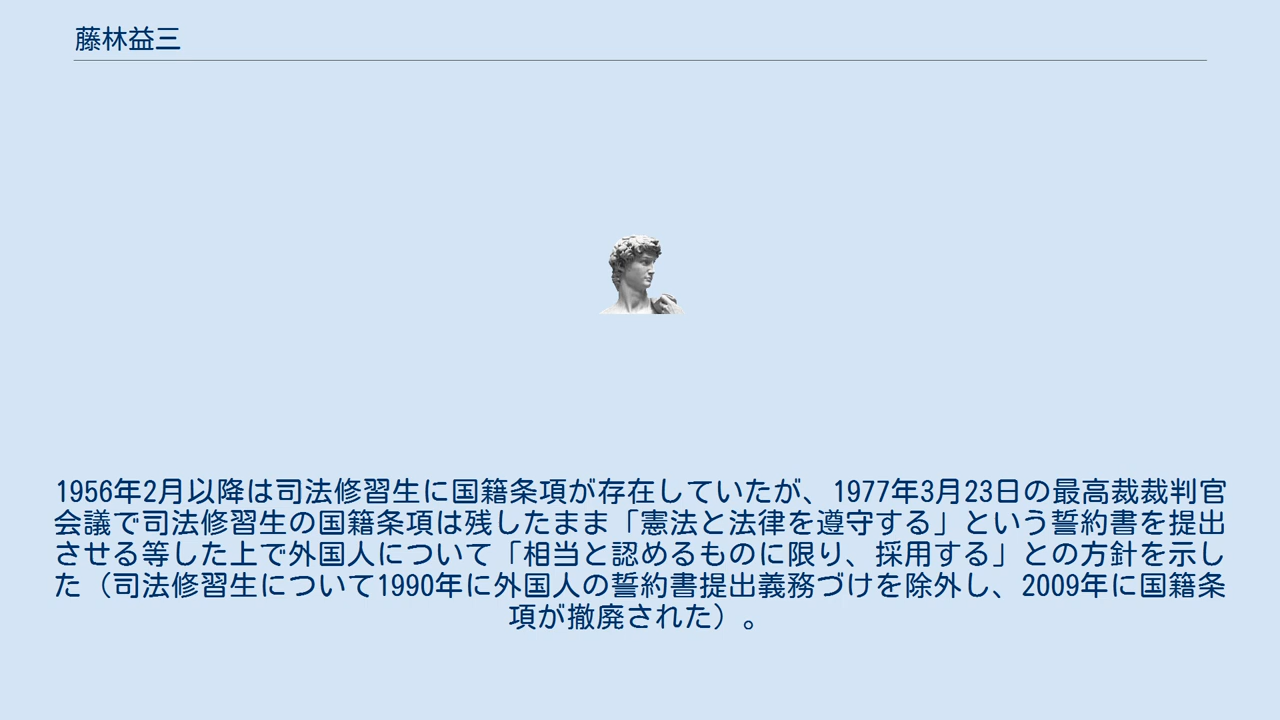 藤林益三
1956年2月以降は司法修習生に国籍条項が存在していたが、1977年3月23日の最高裁裁判官
会議で司法修習生の国籍条項は残したまま「憲法と法律を遵守する」という誓約書を提出
させる等した上で外国人について「相当と認めるものに限り、採用する」との方針を示し
た（司法修習生について1990年に外国人の誓約書提出義務づけを除外し、2009年に国籍条
項が撤廃された）。